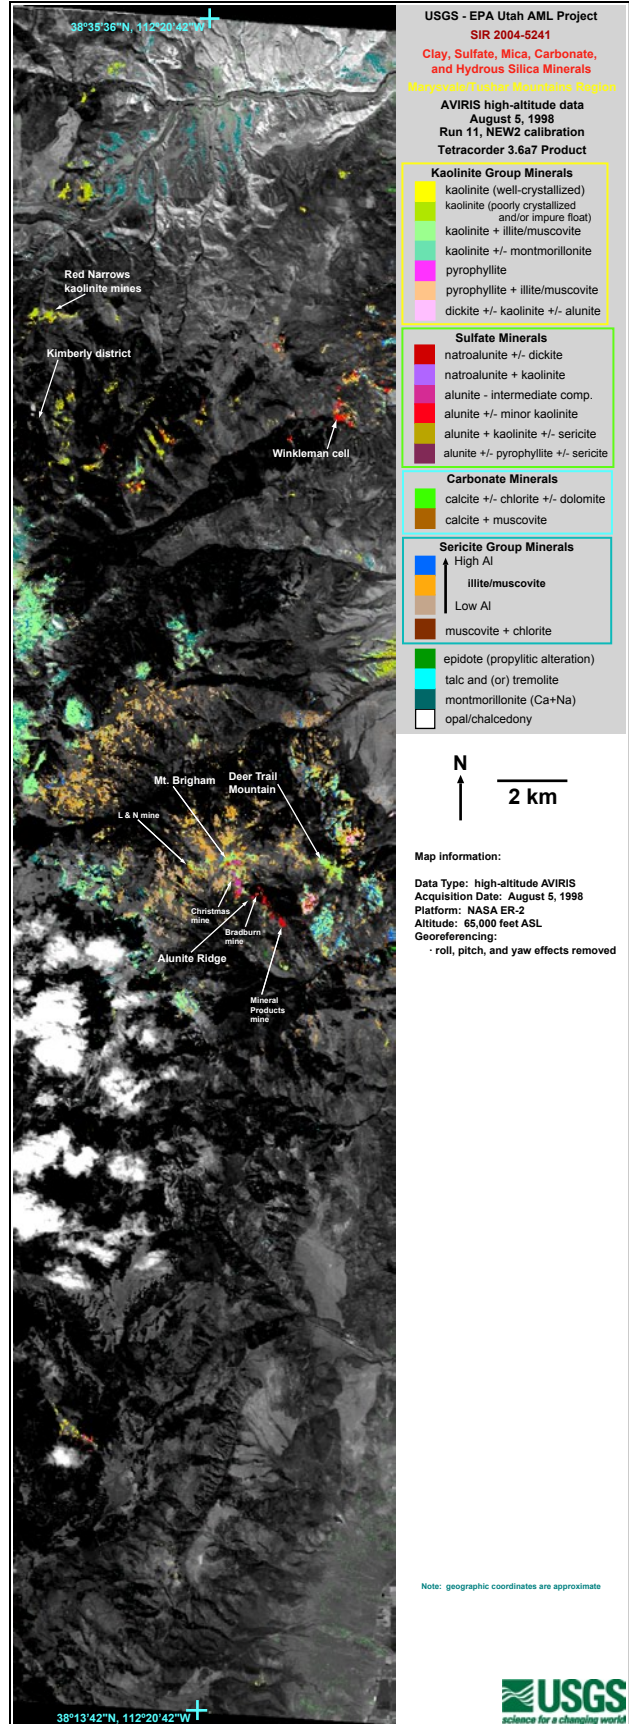 38º35'36"N, 112º20'42"W
Red Narrows
kaolinite mines
Kimberly district
Winkleman cell
Mt. Brigham
Deer Trail
Mountain
L & N mine
Christmas
mine
Bradburn
mine
Alunite Ridge
Mineral
Products
mine
38º13'42"N, 112º20'42"W
USGS - EPA Utah AML Project
SIR 2004-5241
Clay, Sulfate, Mica, Carbonate,
and Hydrous Silica Minerals
Marysvale/Tushar Mountains Region
AVIRIS high-altitude data
August 5, 1998
Run 11, NEW2 calibration
Tetracorder 3.6a7 Product
Kaolinite Group Minerals
kaolinite (well-crystallized)
kaolinite (poorly crystallized
and/or impure float)
kaolinite + illite/muscovite
kaolinite +/- montmorillonite
pyrophyllite
pyrophyllite + illite/muscovite
dickite +/- kaolinite +/- alunite
Sulfate Minerals
natroalunite +/- dickite
natroalunite + kaolinite
alunite - intermediate comp.
alunite +/- minor kaolinite
alunite + kaolinite +/- sericite
alunite +/- pyrophyllite +/- sericite
Carbonate Minerals
calcite +/- chlorite +/- dolomite
calcite + muscovite
Sericite Group Minerals
High Al
illite/muscovite
Low Al
muscovite + chlorite
epidote (propylitic alteration)
talc and (or) tremolite
montmorillonite (Ca+Na)
opal/chalcedony
N
2 km
Map information:
Data Type: high-altitude AVIRIS
Acquisition Date: August 5, 1998
Platform: NASA ER-2
Altitude: 65,000 feet ASL
Georeferencing:
· roll, pitch, and yaw effects removed
Note: geographic coordinates are approximate
USGS
science for a changing world